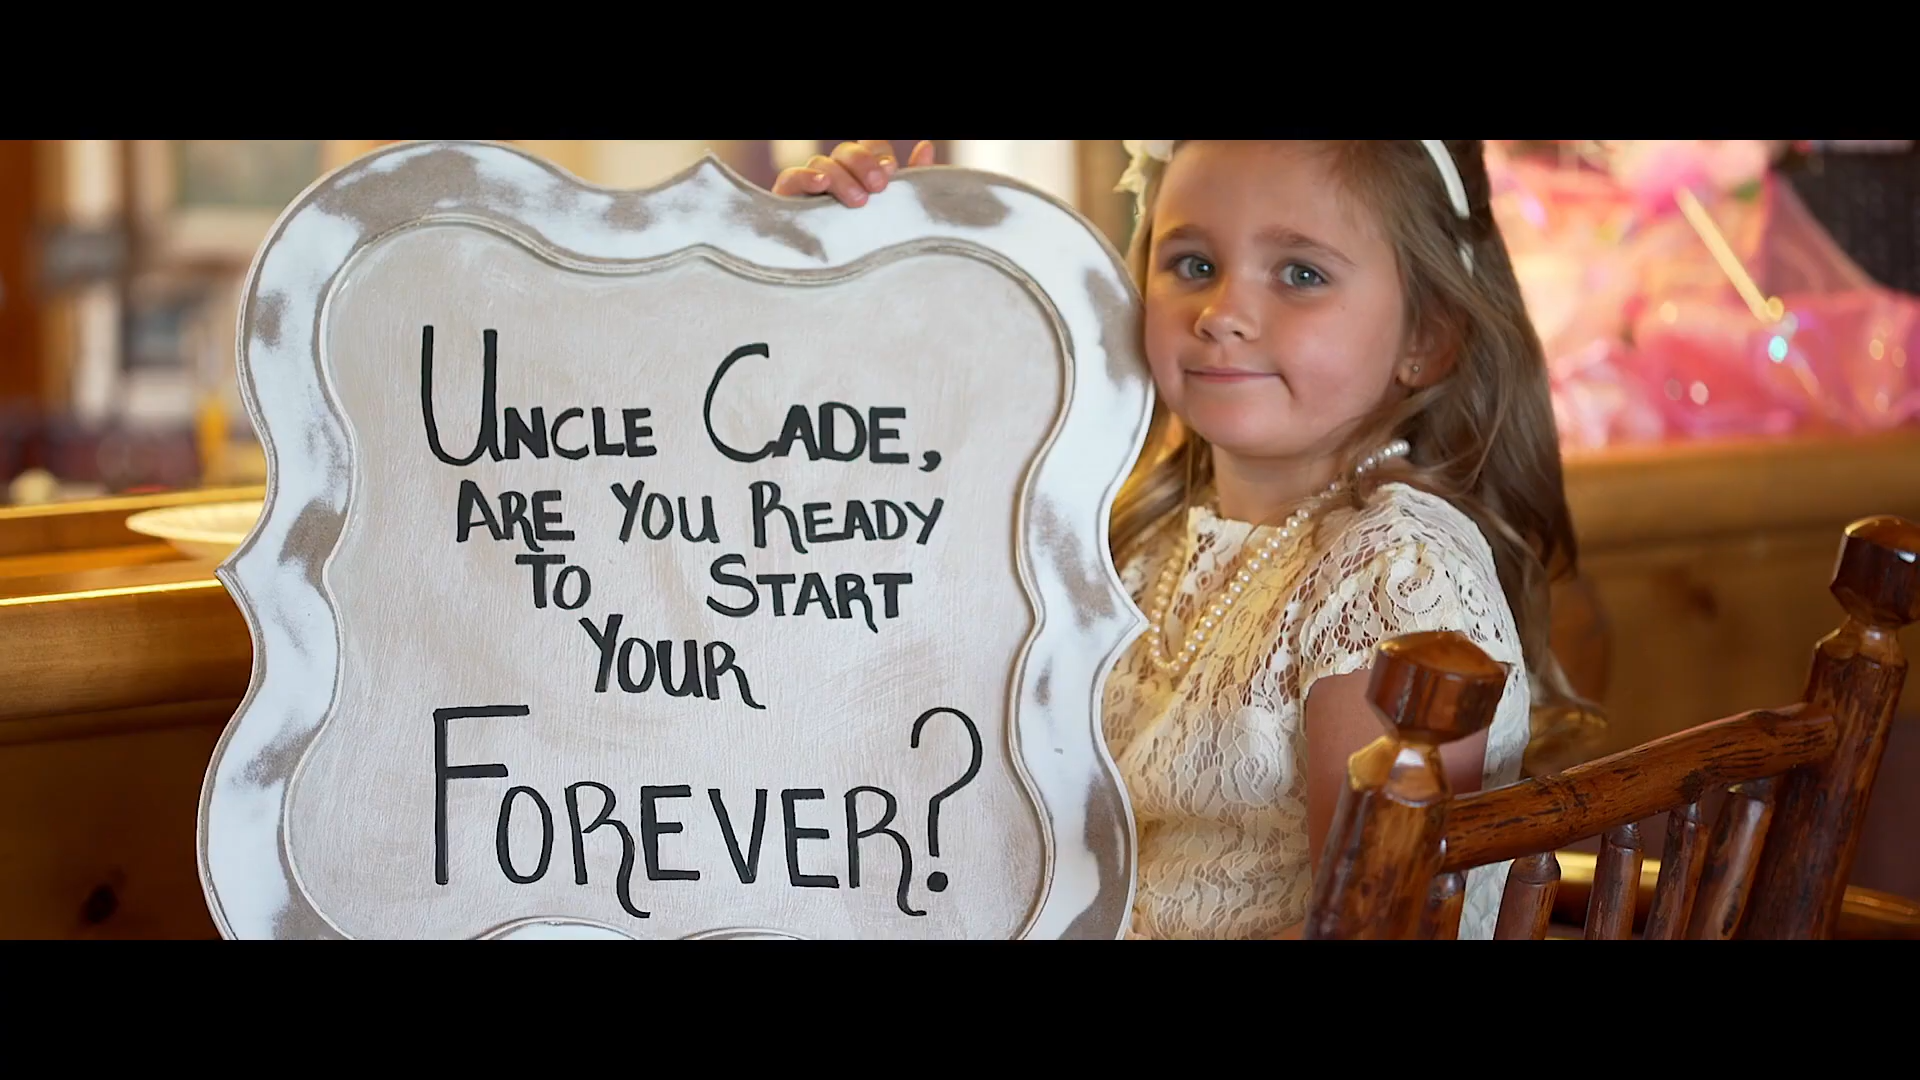 UNCLE CADE,
ARE YOU READY
TO START
YOUR
FOREVER?